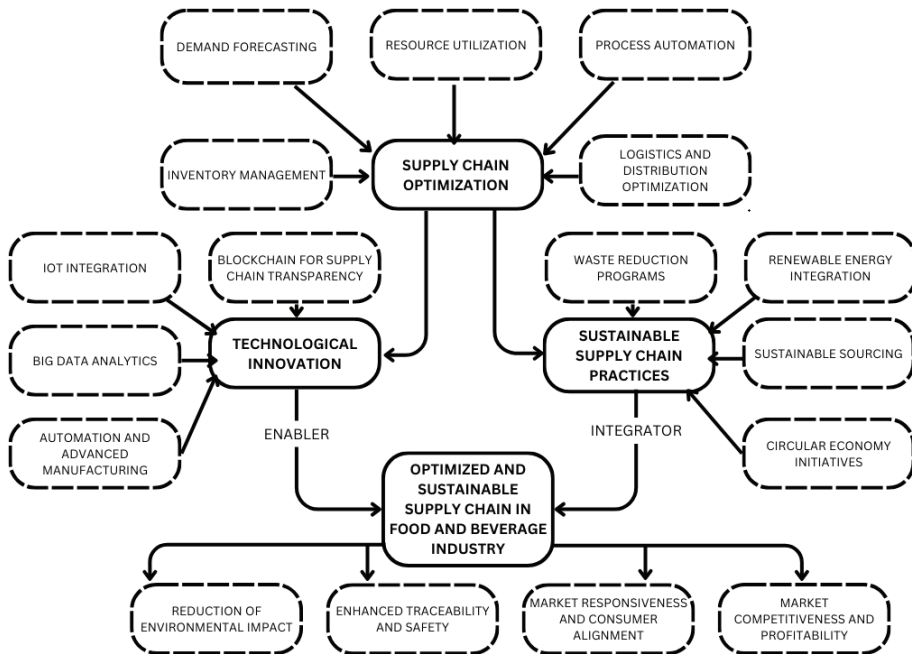 DEMAND FORECASTING
RESOURCE UTILIZATION
PROCESS AUTOMATION
INVENTORY MANAGEMENT
SUPPLY CHAIN
OPTIMIZATION
LOGISTICS AND
DISTRIBUTION
OPTIMIZATION
IOT INTEGRATION
BLOCKCHAIN FOR SUPPLY
CHAIN TRANSPARENCY
WASTE REDUCTION
PROGRAMS
RENEWABLE ENERGY
INTEGRATION
BIG DATA ANALYTICS
TECHNOLOGICAL
INNOVATION
SUSTAINABLE
SUPPLY CHAIN
PRACTICES
SUSTAINABLE SOURCING
AUTOMATION AND
ADVANCED
MANUFACTURING
ENABLER
INTEGRATOR
CIRCULAR ECONOMY
INITIATIVES
OPTIMIZED AND
SUSTAINABLE
SUPPLY CHAIN IN
FOOD AND BEVERAGE
INDUSTRY
REDUCTION OF
ENVIRONMENTAL IMPACT
ENHANCED TRACEABILITY
AND SAFETY
MARKET RESPONSIVENESS
AND CONSUMER
ALIGNMENT
MARKET
COMPETITIVENESS AND
PROFITABILITY